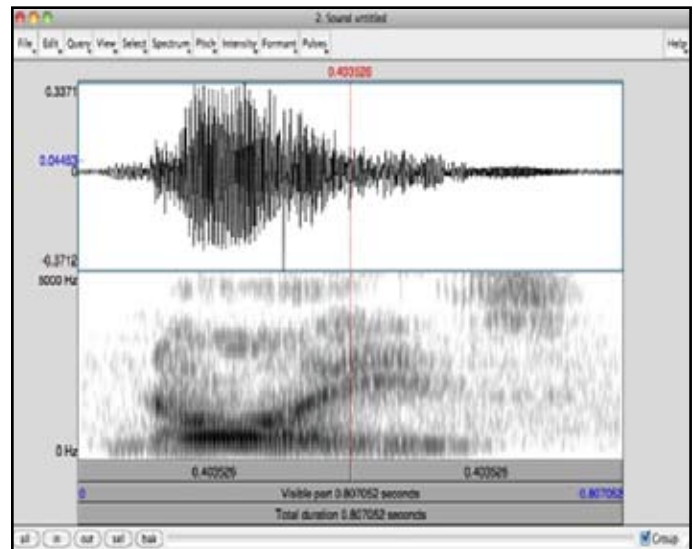 2. Sound untitled
File Edit Query View Select Spectrum Pitch Intensity Formant Pulses Help
0.403526
0.3371
0.04463
0
-0.3712
5000 Hz
0 Hz
0.403526 0.403526
0 Visible part 0.807052 seconds 0.807052
Total duration 0.807052 seconds
all in out sel bak Group